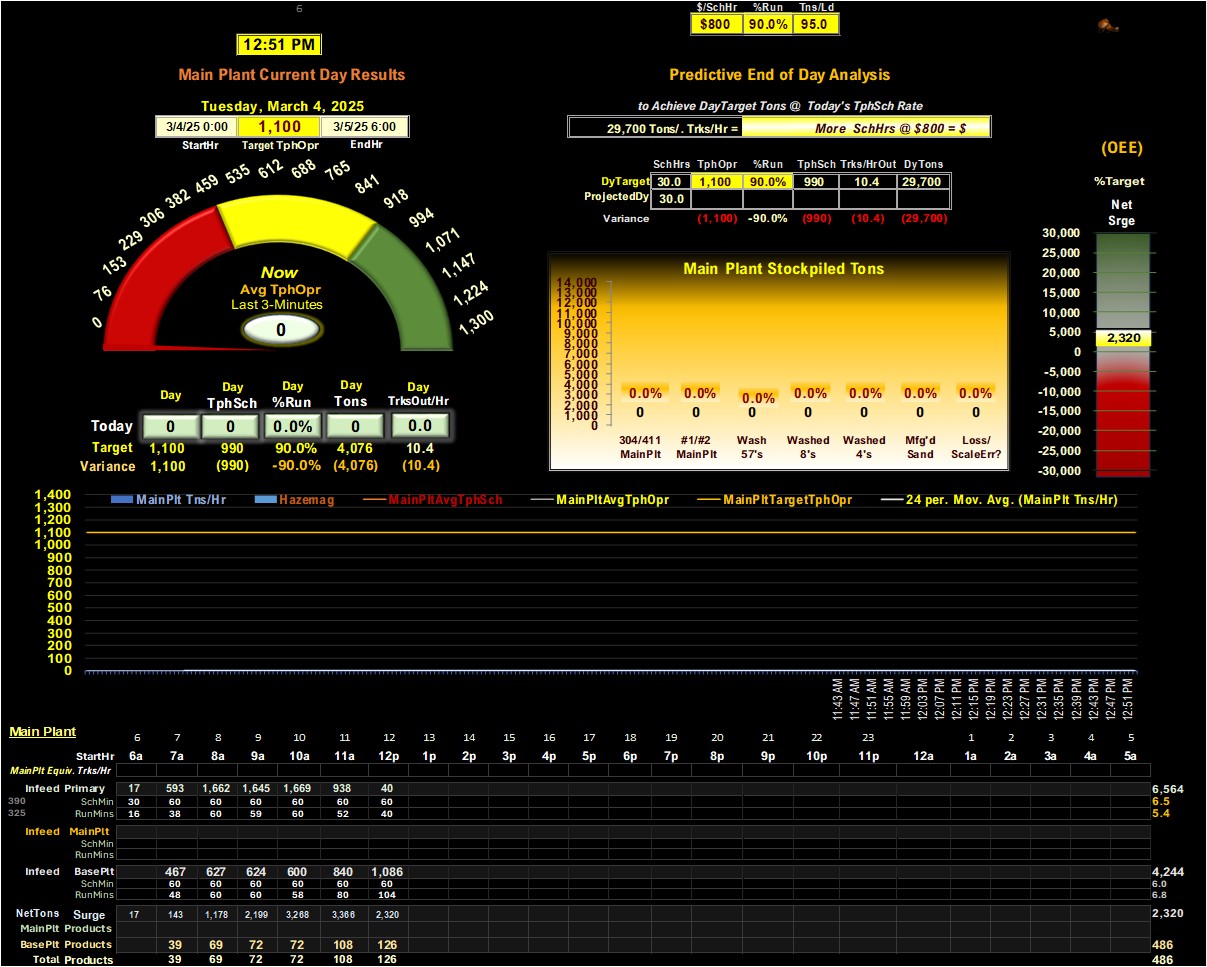 6
$/SchHr %Run Tns/Ld
$800 90.0% 95.0
12:51 PM
Main Plant Current Day Results
Predictive End of Day Analysis
Tuesday, March 4, 2025
to Achieve DayTarget Tons @ Today's TphSch Rate
3/4/25 0:00 1,100 3/5/25 6:00
StartHr Target TphOpr EndHr
29,700 Tons/. Trks/Hr = More SchHrs @ $800 = $
(OEE)
%Target
Net
Srge
SchHrs TphOpr %Run TphSch Trks/HrOut DyTons
DyTarget 30.0 1,100 90.0% 990 10.4 29,700
ProjectedDy 30.0
Variance (1,100) -90.0% (990) (10.4) (29,700)
0 76 153 229 306 382 459 535 612 688 765 841 918 994 1,071 1,147 1,224 1,300
Now
Avg TphOpr
Last 3-Minutes
0
Main Plant Stockpiled Tons
14,000
13,000
12,000
11,000
10,000
9,000
8,000
7,000
6,000
5,000
4,000
3,000
2,000
1,000
0
0.0% 0.0% 0.0% 0.0% 0.0% 0.0% 0.0%
0 0 0 0 0 0 0
304/411 #1/#2 Wash Washed Washed Mfg'd Loss/
MainPlt MainPlt 57's 8's 4's Sand ScaleErr?
30,000
25,000
20,000
15,000
10,000
5,000
2,320
0
-5,000
-10,000
-15,000
-20,000
-25,000
-30,000
Day Day Day Day Day
TphSch %Run Tons TrksOut/Hr
Today 0 0 0.0% 0 0.0
Target 1,100 990 90.0% 4,076 10.4
Variance 1,100 (990) -90.0% (4,076) (10.4)
MainPlt Tns/Hr Hazemag MainPltAvgTphSch MainPltAvgTphOpr MainPltTargetTphOpr 24 per. Mov. Avg. (MainPlt Tns/Hr)
1,400
1,300
1,200
1,100
1,000
900
800
700
600
500
400
300
200
100
0
11:43 AM 11:47 AM 11:51 AM 11:55 AM 11:59 AM 12:03 PM 12:07 PM 12:11 PM 12:15 PM 12:19 PM 12:23 PM 12:27 PM 12:31 PM 12:35 PM 12:39 PM 12:43 PM 12:47 PM 12:51 PM
Main Plant
6 7 8 9 10 11 12 13 14 15 16 17 18 19 20 21 22 23 1 2 3 4 5
StartHr 6a 7a 8a 9a 10a 11a 12p 1p 2p 3p 4p 5p 6p 7p 8p 9p 10p 11p 12a 1a 2a 3a 4a 5a
MainPlt Equiv. Trks/Hr
Infeed Primary 17 593 1,662 1,645 1,669 938 40 6,564
390 SchMin 30 60 60 60 60 60 60 6.5
325 RunMins 16 38 60 59 60 52 40 5.4
Infeed MainPlt
SchMin
RunMins
Infeed BasePlt 467 627 624 600 840 1,086 4,244
SchMin 60 60 60 60 60 60 6.0
RunMins 48 60 60 58 80 104 6.8
NetTons Surge 17 143 1,178 2,199 3,268 3,366 2,320 2,320
MainPlt Products
BasePlt Products 39 69 72 72 108 126 486
Total Products 39 69 72 72 108 126 486